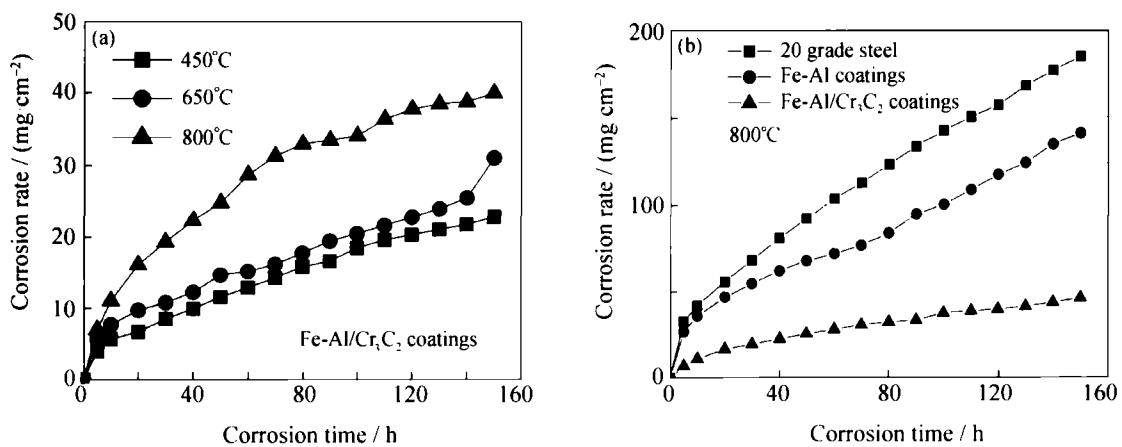 (a)
450°C
650°C
800°C
Fe-Al/Cr₃C₂ coatings
Corrosion rate / (mg·cm⁻²)
50
40
30
20
10
0
0 40 80 120 160
Corrosion time / h
(b)
20 grade steel
Fe-Al coatings
Fe-Al/Cr₃C₂ coatings
800°C
Corrosion rate / (mg cm⁻²)
200
100
0
0 40 80 120 160
Corrosion time / h